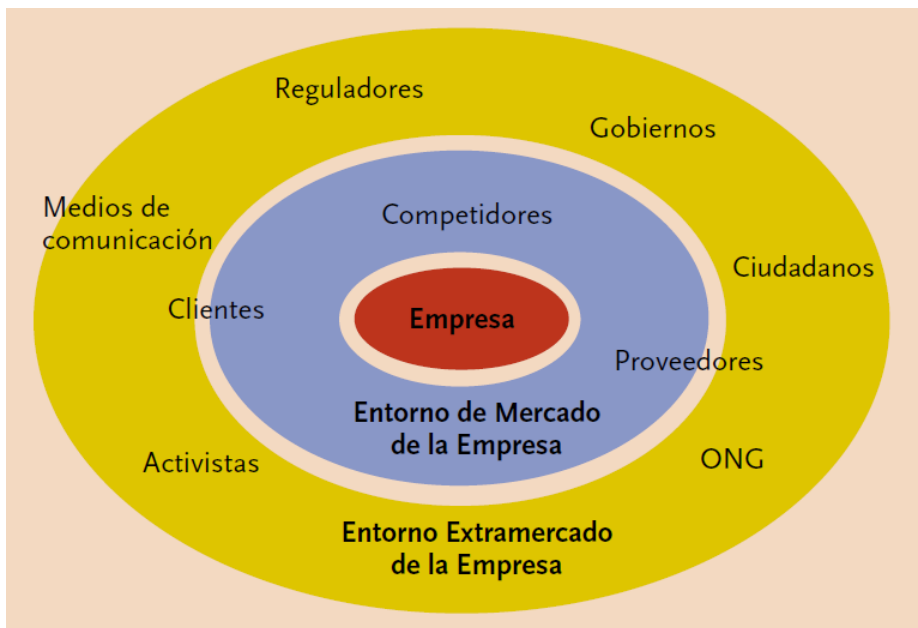 Reguladores
Gobiernos
Medios de
comunicación
Competidores
Ciudadanos
Clientes
Empresa
Proveedores
Entorno de Mercado
de la Empresa
Activistas
ONG
Entorno Extramercado
de la Empresa